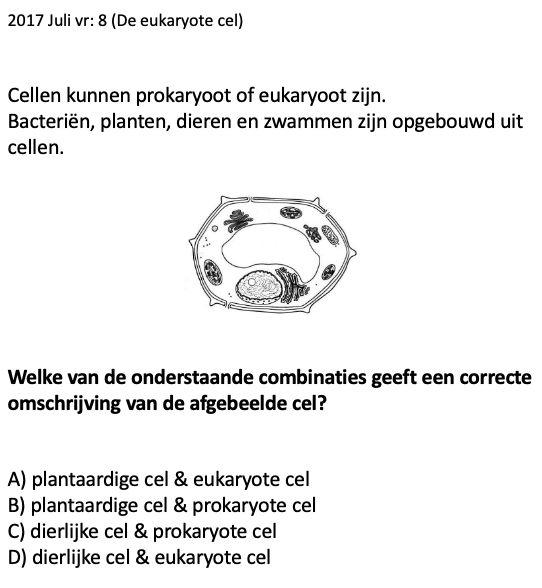 2017 Juli vr: 8 (De eukaryote cel)
Cellen kunnen prokaryoot of eukaryoot zijn.
Bacteriën, planten, dieren en zwammen zijn opgebouwd uit
cellen.
Welke van de onderstaande combinaties geeft een correcte
omschrijving van de afgebeelde cel?
A) plantaardige cel & eukaryote cel
B) plantaardige cel & prokaryote cel
C) dierlijke cel & prokaryote cel
D) dierlijke cel & eukaryote cel